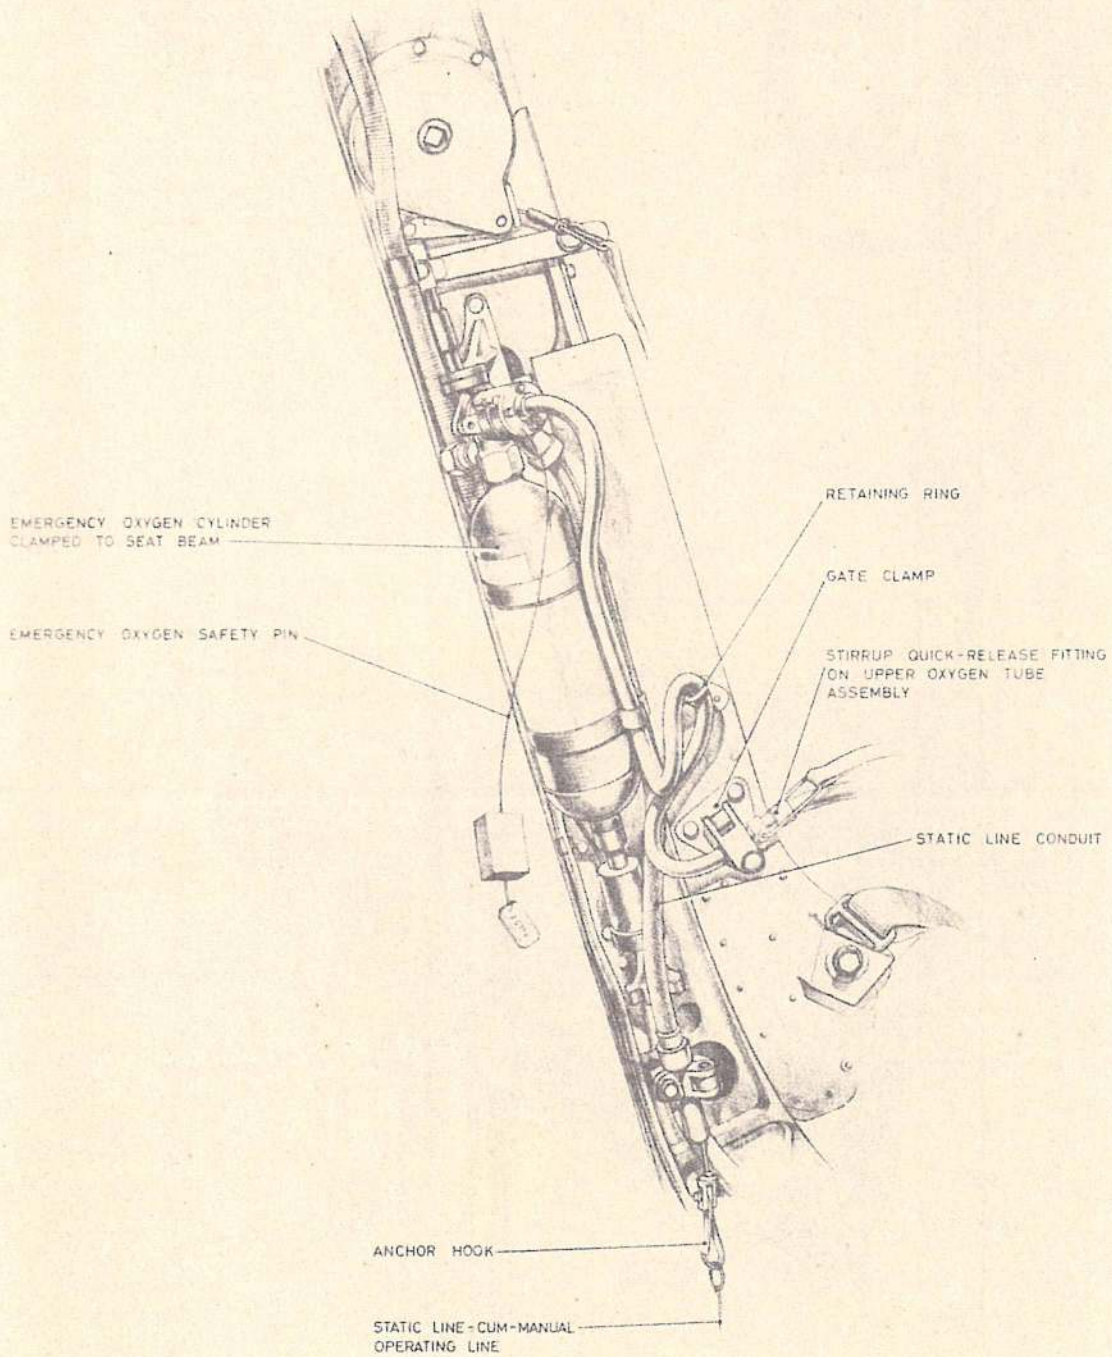 RETAINING RING
EMERGENCY OXYGEN CYLINDER
CLAMPED TO SEAT BEAM
GATE CLAMP
EMERGENCY OXYGEN SAFETY PIN
STIRRUP QUICK-RELEASE FITTING
ON UPPER OXYGEN TUBE
ASSEMBLY
STATIC LINE CONDUIT
ANCHOR HOOK
STATIC LINE-CUM-MANUAL
OPERATING LINE